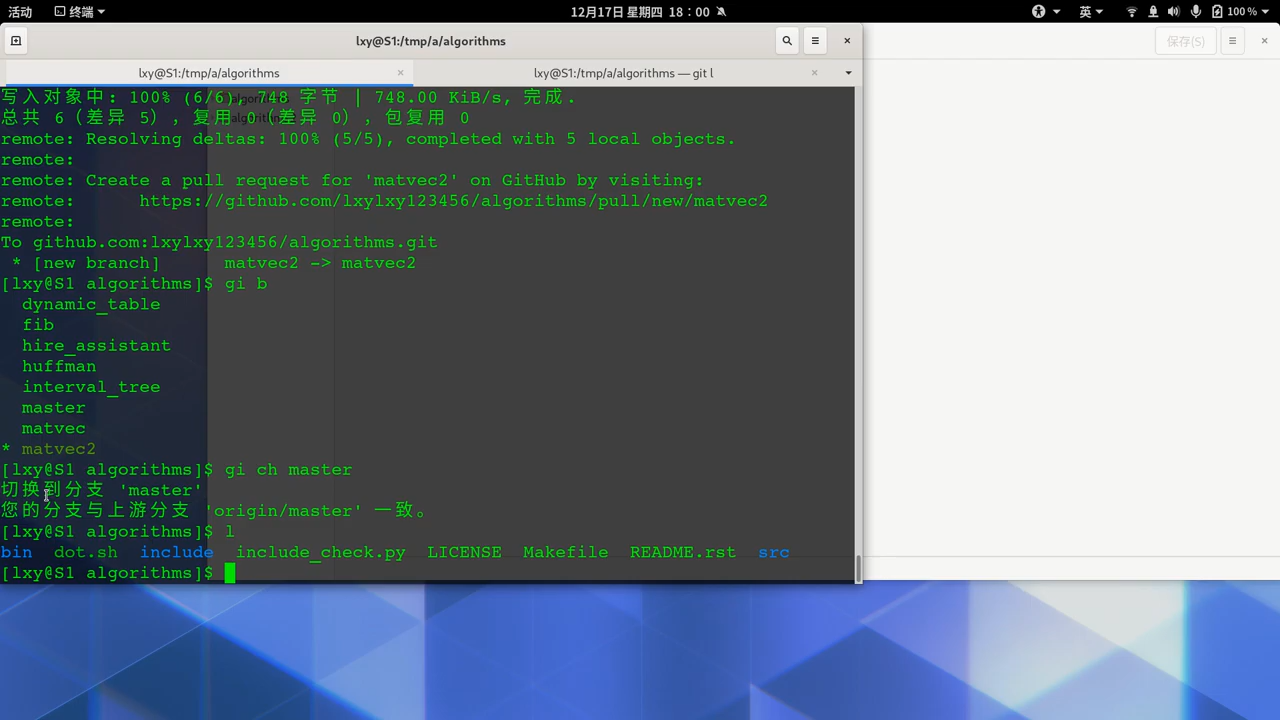 活动 终端 12月17日 星期四 18：00 英 100 %
lxy@S1:/tmp/a/algorithms 保存(S)
lxy@S1:/tmp/a/algorithms lxy@S1:/tmp/a/algorithms — git l
写入对象中: 100% (6/6), 748 字节 | 748.00 KiB/s, 完成.
总共 6（差异 5），复用 0（差异 0），包复用 0
remote: Resolving deltas: 100% (5/5), completed with 5 local objects.
remote:
remote: Create a pull request for 'matvec2' on GitHub by visiting:
remote:      https://github.com/lxylxy123456/algorithms/pull/new/matvec2
remote:
To github.com:lxylxy123456/algorithms.git
 * [new branch]      matvec2 -> matvec2
[lxy@S1 algorithms]$ gi b
  dynamic_table
  fib
  hire_assistant
  huffman
  interval_tree
  master
  matvec
* matvec2
[lxy@S1 algorithms]$ gi ch master
切换到分支 'master'
您的分支与上游分支 'origin/master' 一致。
[lxy@S1 algorithms]$ l
bin  dot.sh  include  include_check.py  LICENSE  Makefile  README.rst  src
[lxy@S1 algorithms]$